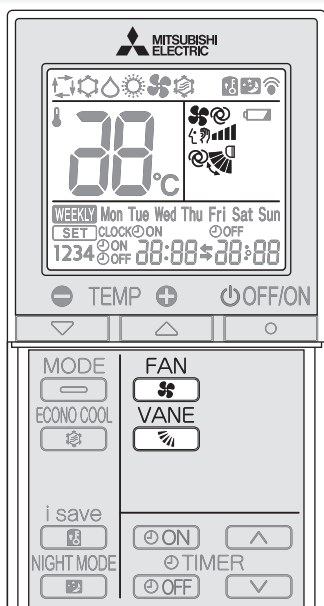 MITSUBISHI
ELECTRIC
88°C
WEEKLY Mon Tue Wed Thu Fri Sat Sun
SET CLOCK ON OFF
1234 ON OFF 88:88 88:88
TEMP OFF/ON
MODE FAN
ECONO COOL VANE
i save
ON
NIGHT MODE TIMER
OFF